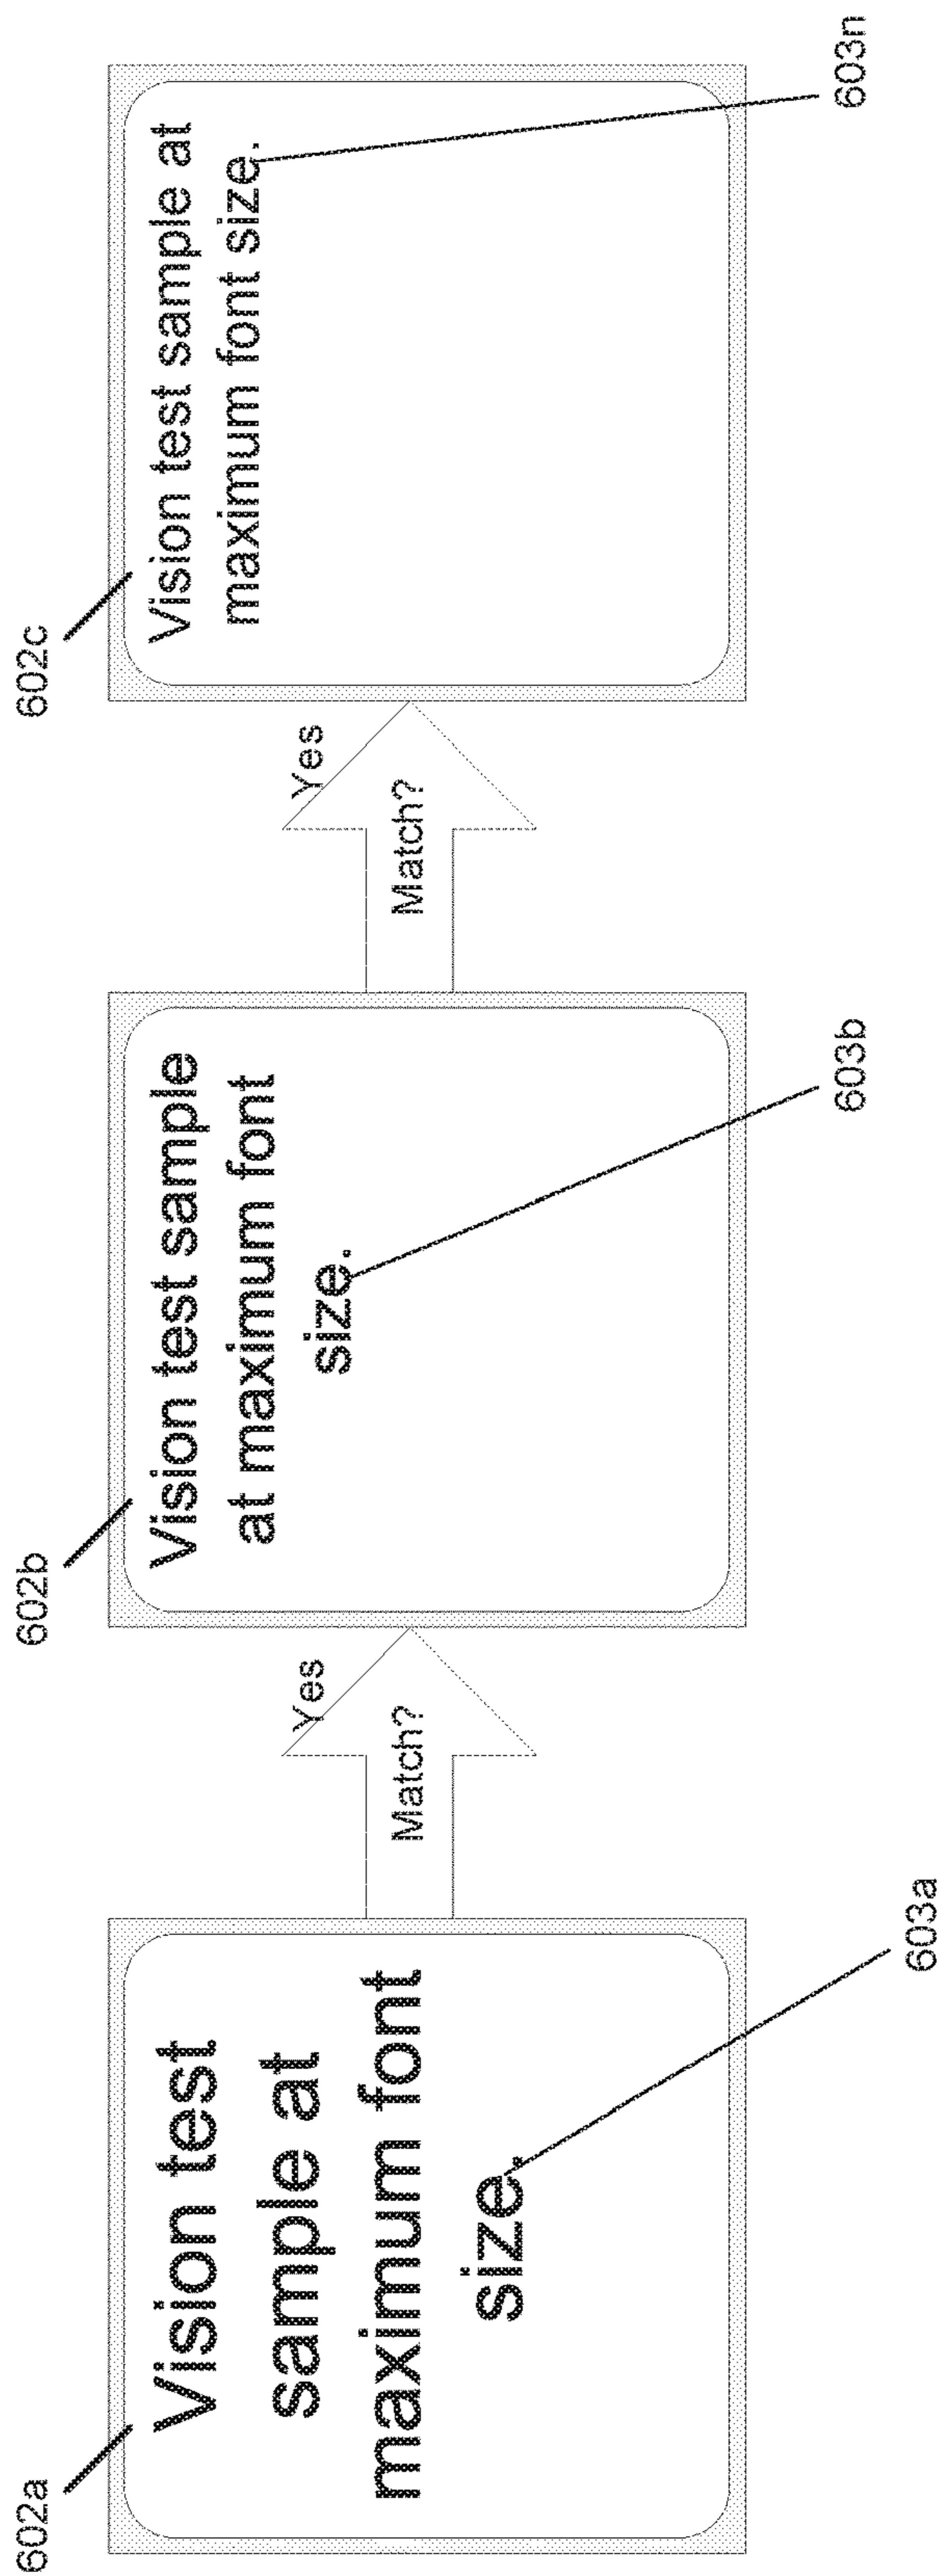 602a
Vision test
sample at
maximum font
size.
603a
Match?
Yes
602b
Vision test sample
at maximum font
size.
603b
Match?
Yes
602c
Vision test sample at
maximum font size.
603n